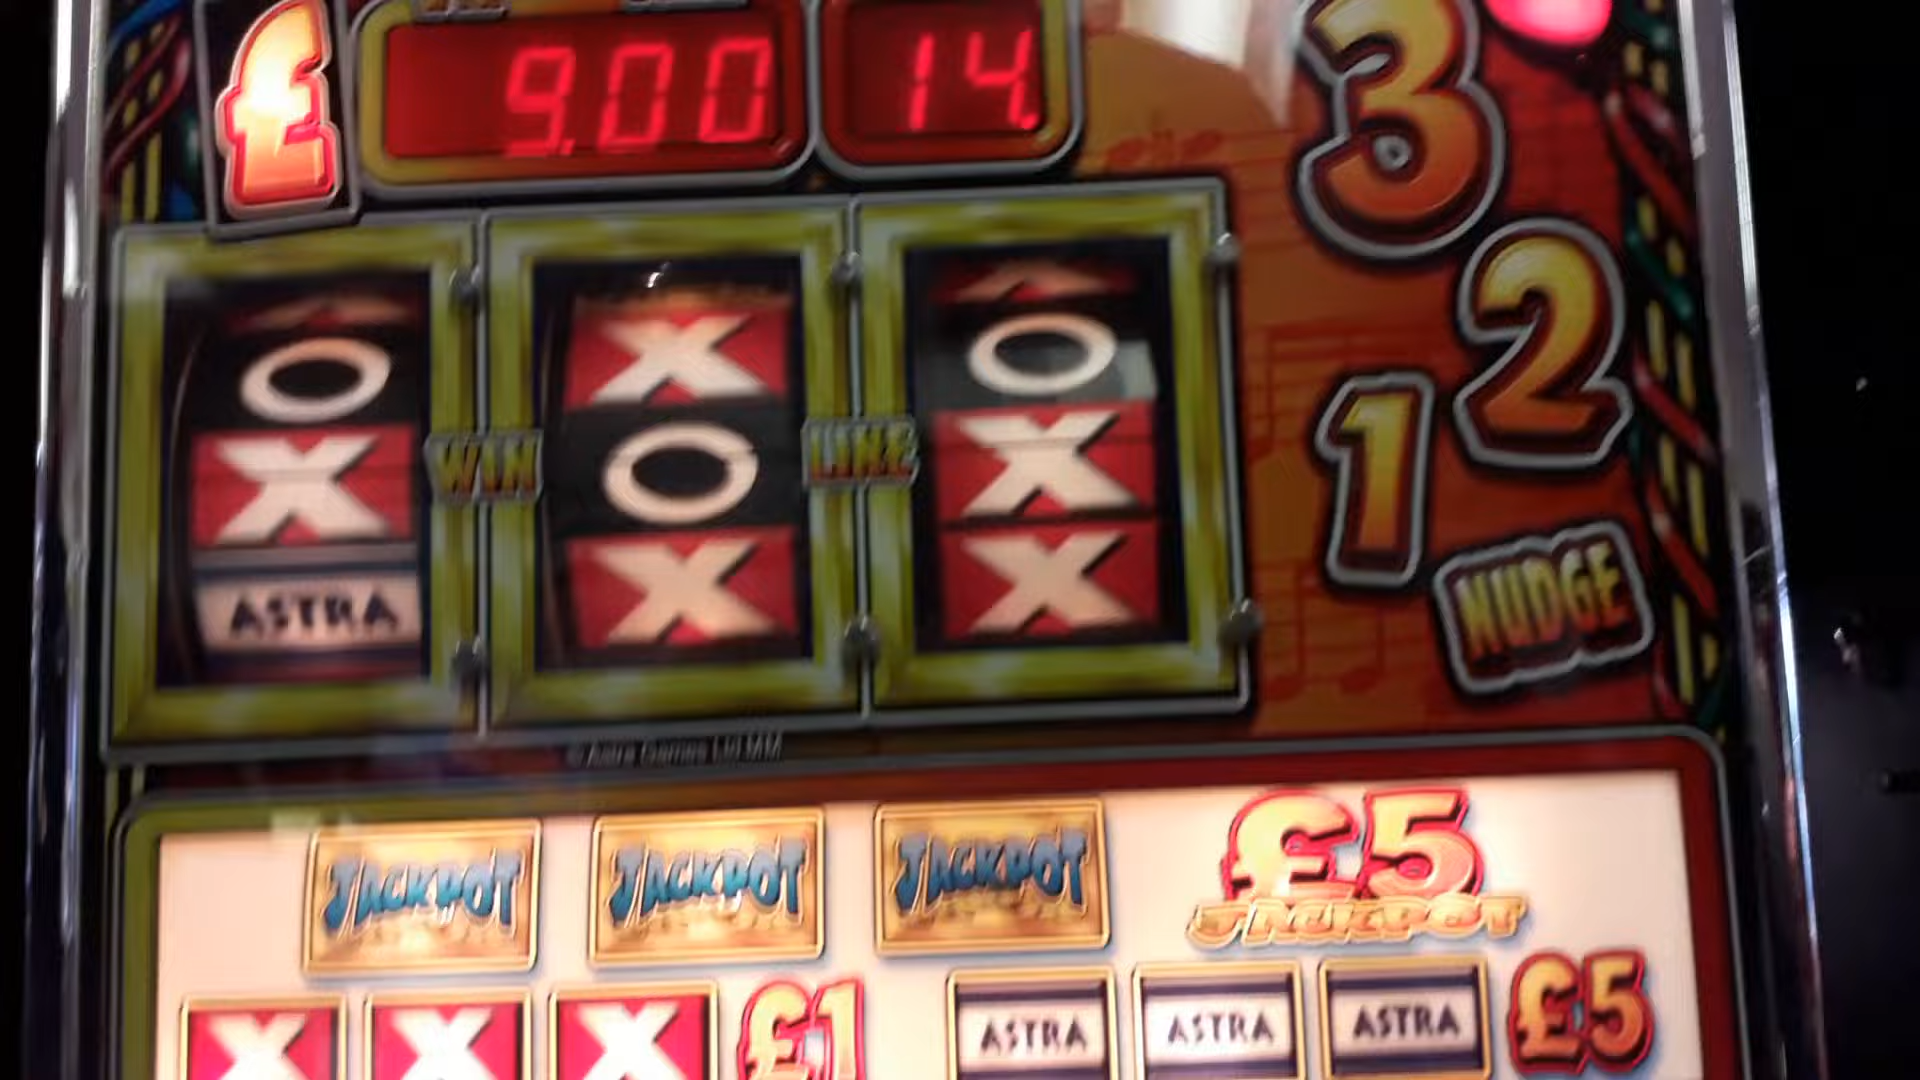 £ 9.00 14.
3
2
1
NUDGE
O X O
X WIN O LINE X
ASTRA X X
JACKPOT JACKPOT JACKPOT £5 JACKPOT
X X X £1 ASTRA ASTRA ASTRA £5